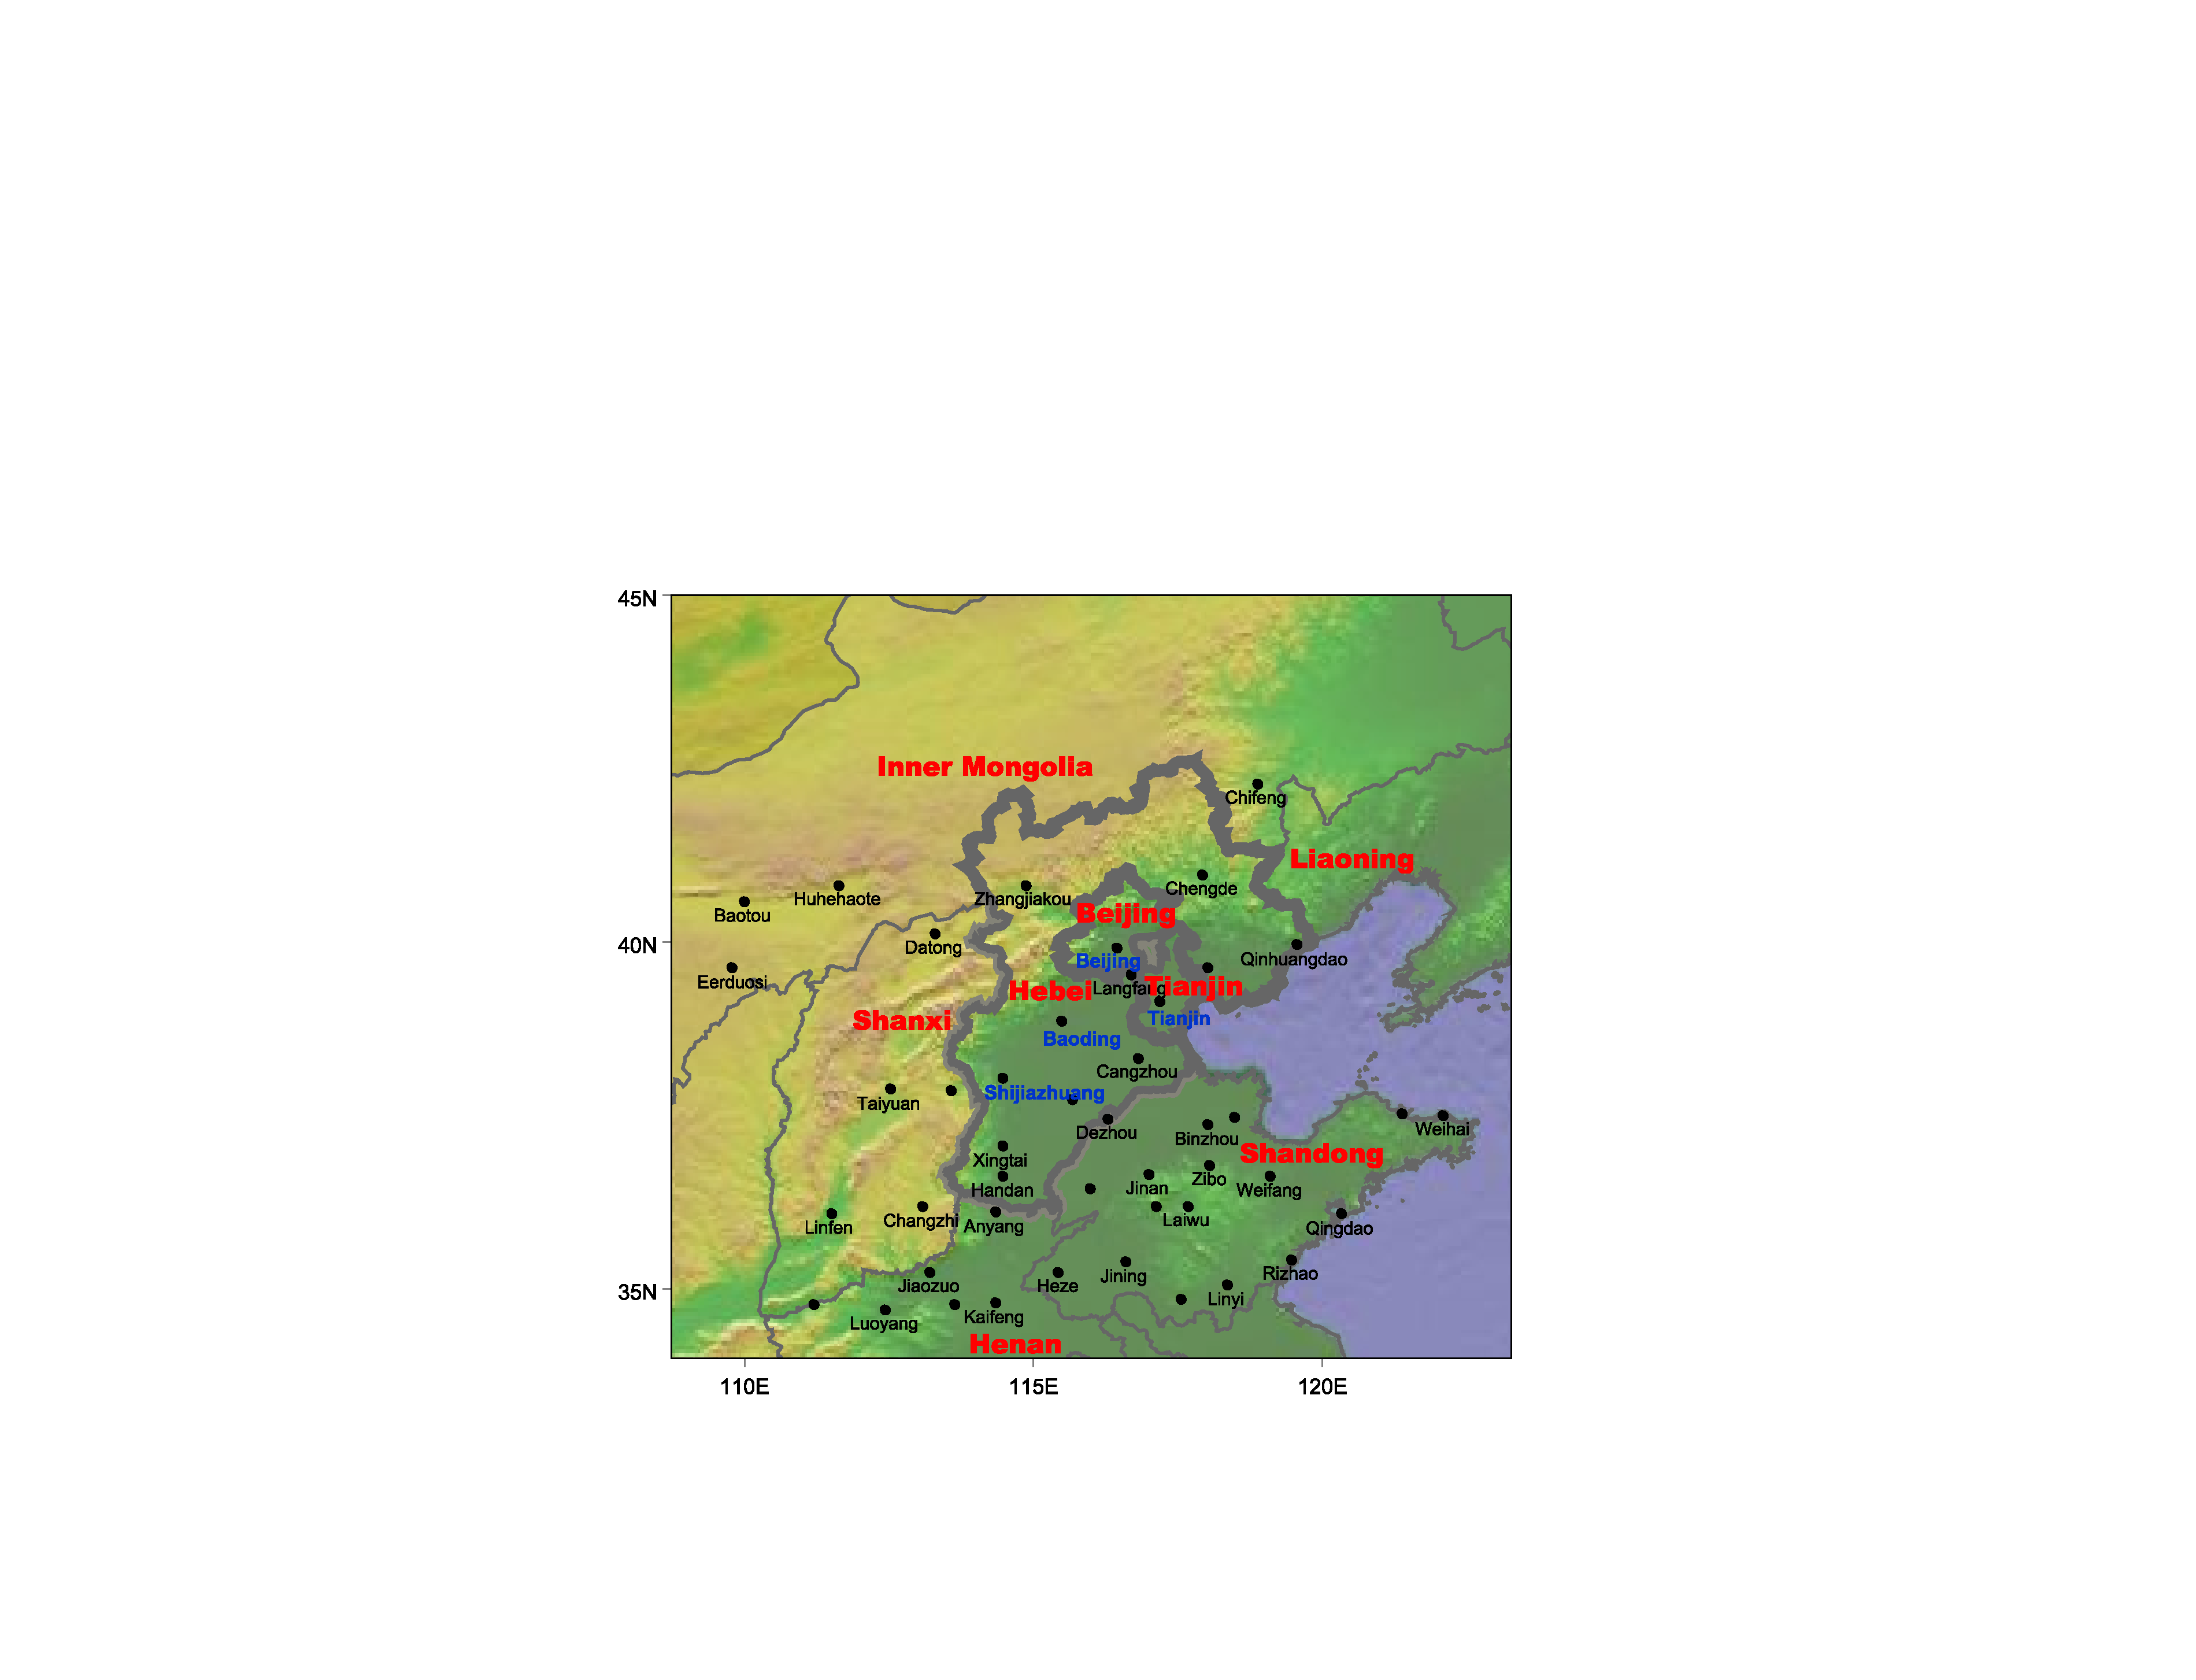 45N
Inner Mongolia
Chifeng
Liaoning
Chengde
Huhehaote
Zhangjiakou
Baotou
Beijing
40N
Datong
Beijing
Qinhuangdao
Eerduosi
Langfang
Tianjin
Hebei
Shanxi
Tianjin
Baoding
Cangzhou
Shijiazhuang
Taiyuan
Dezhou
Binzhou
Weihai
Shandong
Xingtai
Zibo
Jinan
Weifang
Handan
Changzhi
Laiwu
Linfen
Anyang
Qingdao
Rizhao
Jining
Jiaozuo
Heze
35N
Linyi
Kaifeng
Luoyang
Henan
110E
115E
120E